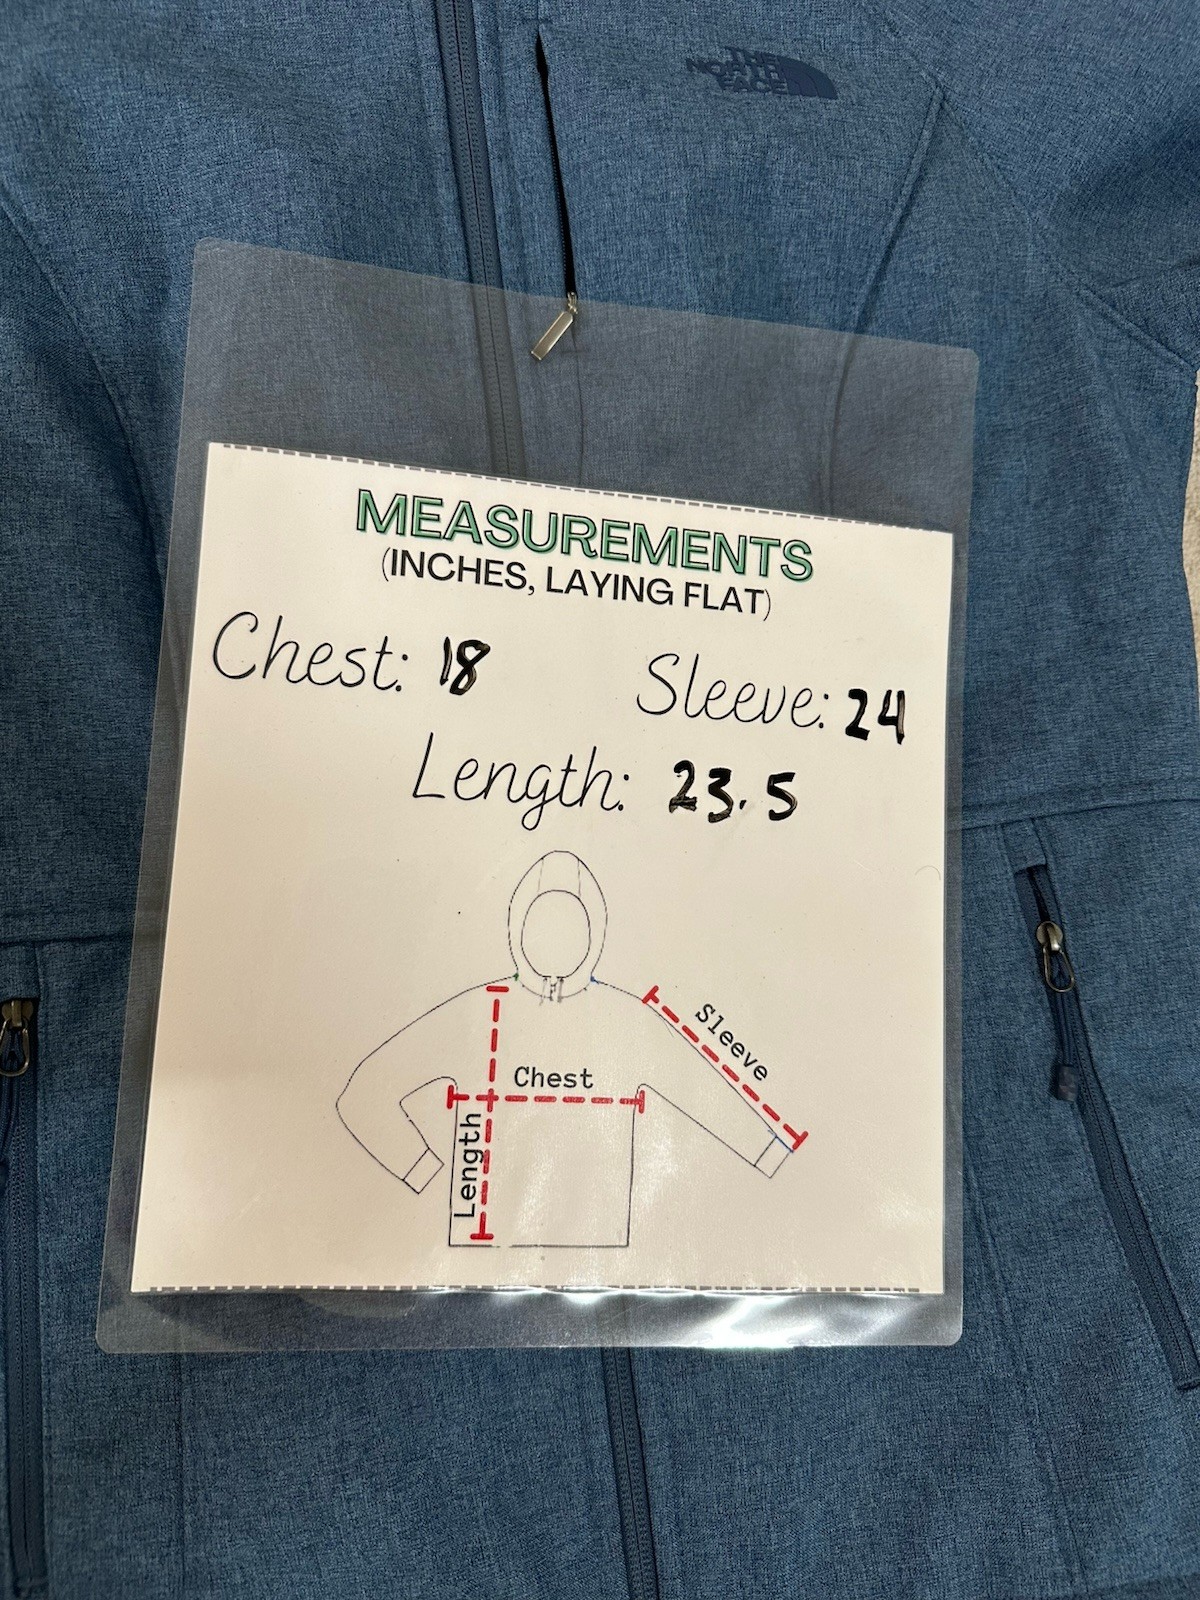 THE
NORTH
FACE
MEASUREMENTS
(INCHES, LAYING FLAT)
Chest: 18 Sleeve: 24
Length: 23.5
Sleeve
Chest
Length